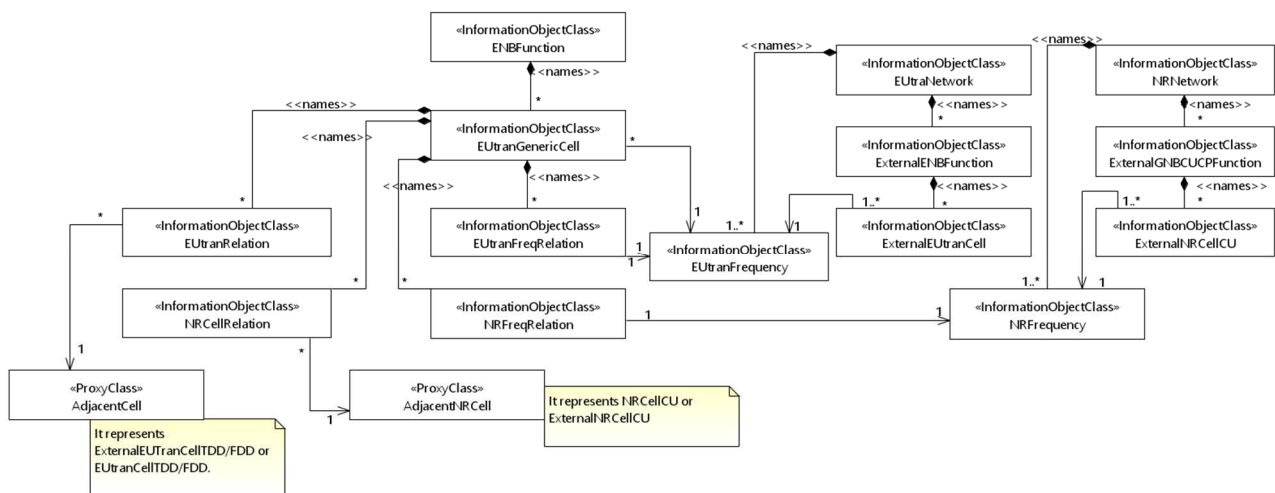 «InformationObjectClass»
ENBFunction
<<names>>
*
<<names>>
<<names>>
«InformationObjectClass»
EUtraNetwork
<<names>>
*
<<names>>
«InformationObjectClass»
NRNetwork
<<names>>
*
<<names>>
<<names>>
«InformationObjectClass»
EUtranGenericCell
*
1
<<names>>
*
<<names>>
«InformationObjectClass»
ExternalENBFunction
<<names>>
*
1..*
1
«InformationObjectClass»
ExternalGNBCUCPFunction
<<names>>
*
1..*
*
*
«InformationObjectClass»
EUtranRelation
«InformationObjectClass»
EUtranFreqRelation
1
1
1..*
«InformationObjectClass»
EUtranFrequency
«InformationObjectClass»
ExternalEUtranCell
«InformationObjectClass»
ExternalNRCellCU
*
*
1..*
1
«InformationObjectClass»
NRCellRelation
«InformationObjectClass»
NRFreqRelation
1
1
«InformationObjectClass»
NRFrequency
1
*
1
«ProxyClass»
AdjacentCell
«ProxyClass»
AdjacentNRCell
It represents NRCellCU or
ExternalNRCellCU
It represents
ExternalEUTranCellTDD/FDD or
EUtranCellTDD/FDD.